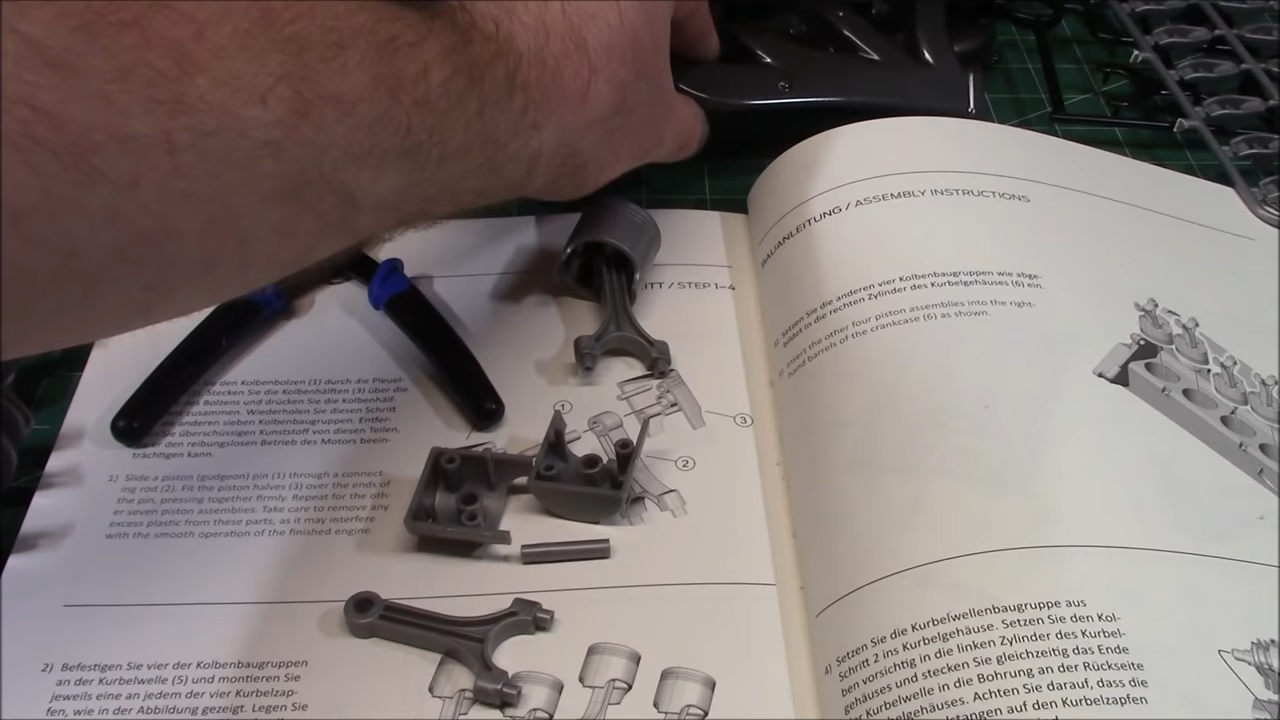 ITT / STEP 1–4
den Kolbenbolzen (1) durch die Pleuel-
Stecken Sie die Kolbenhälften (3) über die
des Bolzens und drücken Sie die Kolbenhälf-
zusammen. Wiederholen Sie diesen Schritt
anderen sieben Kolbenbaugruppen. Entfer-
Sie überschüssigen Kunststoff von diesen Teilen,
den reibungslosen Betrieb des Motors beein-
trächtigen kann.
1) Slide a piston (gudgeon) pin (1) through a connect-
ing rod (2). Fit the piston halves (3) over the ends of
the pin, pressing together firmly. Repeat for the oth-
er seven piston assemblies. Take care to remove any
excess plastic from these parts, as it may interfere
with the smooth operation of the finished engine.
1
3
2
2) Befestigen Sie vier der Kolbenbaugruppen
an der Kurbelwelle (5) und montieren Sie
jeweils eine an jedem der vier Kurbelzap-
fen, wie in der Abbildung gezeigt. Legen Sie
BAUANLEITUNG / ASSEMBLY INSTRUCTIONS
3) Setzen Sie die anderen vier Kolbenbaugruppen wie abge-
bildet in die rechten Zylinder des Kurbelgehäuses (6) ein.
3) Insert the other four piston assemblies into the right-
hand barrels of the crankcase (6) as shown.
4) Setzen Sie die Kurbelwellenbaugruppe aus
Schritt 2 ins Kurbelgehäuse. Setzen Sie den Kol-
ben vorsichtig in die linken Zylinder des Kurbel-
gehäuses und stecken Sie gleichzeitig das Ende
der Kurbelwelle in die Bohrung an der Rückseite
belgehäuses. Achten Sie darauf, dass die
stangen auf den Kurbelzapfen